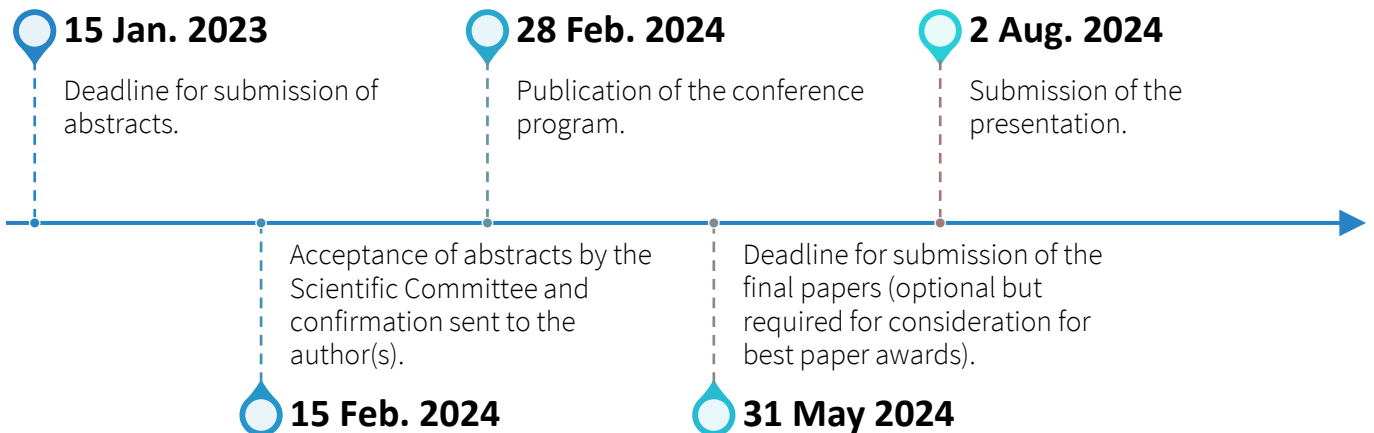 15 Jan. 2023
Deadline for submission of
abstracts.
28 Feb. 2024
Publication of the conference
program.
2 Aug. 2024
Submission of the
presentation.
Acceptance of abstracts by the
Scientific Committee and
confirmation sent to the
author(s).
15 Feb. 2024
Deadline for submission of the
final papers (optional but
required for consideration for
best paper awards).
31 May 2024